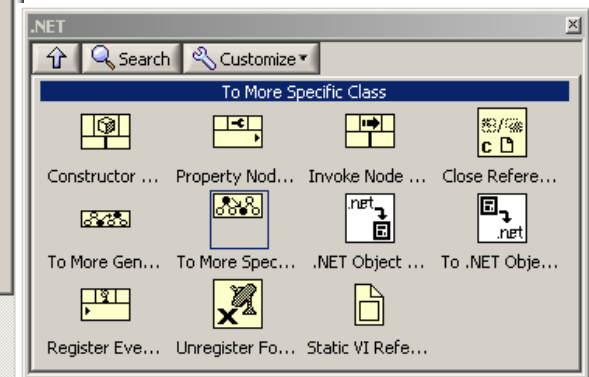 .NET
Search Customize
To More Specific Class
Constructor ... Property Nod... Invoke Node ... Close Refere...
To More Gen... To More Spec... .NET Object ... To .NET Obje...
Register Eve... Unregister Fo... Static VI Refe...